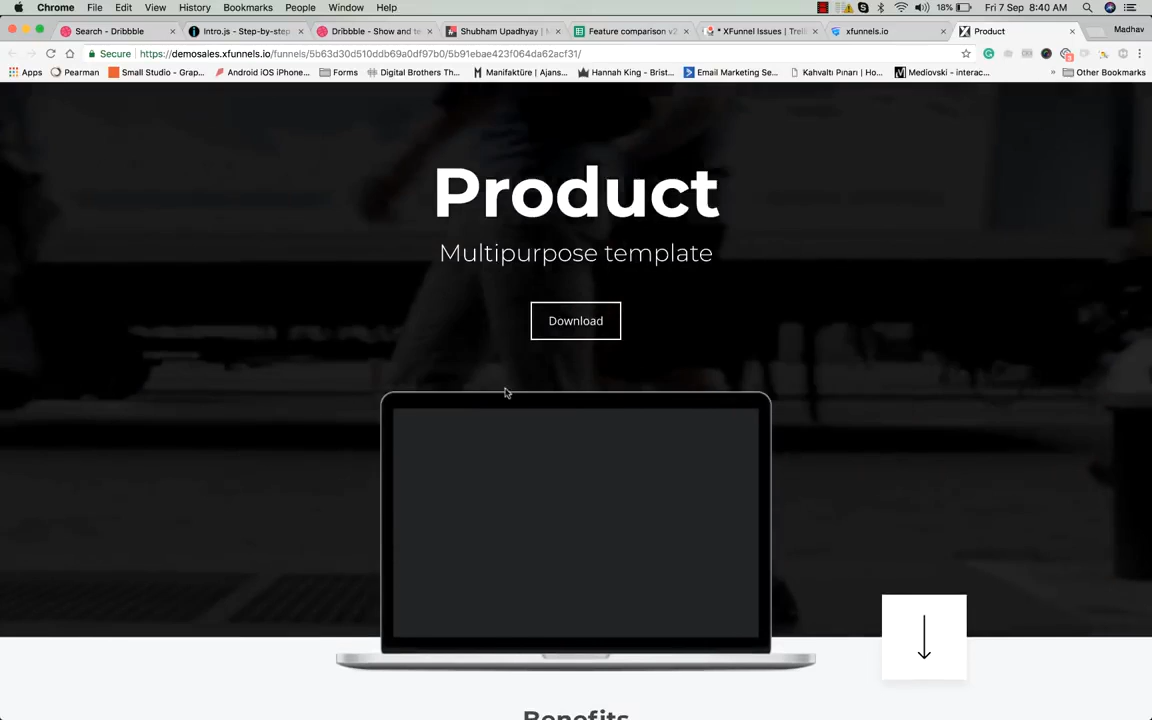 Chrome File Edit View History Bookmarks People Window Help 18% Fri 7 Sep 8:40 AM
Search - Dribbble Intro.js - Step-by-step Dribbble - Show and te Shubham Upadhyay | Feature comparison v2 * XFunnel Issues | Trell xfunnels.io Product Madhav
Secure https://demosales.xfunnels.io/funnels/5b63d30d510ddb69a0df97b0/5b91ebae423f064da62acf31/
Apps Pearman Small Studio - Grap... Android iOS iPhone... Forms Digital Brothers Th... Manifaktüre | Ajans... Hannah King - Brist... Email Marketing Se... Kahvaltı Pınarı | Ho... Mediovski - interac... » Other Bookmarks
Product
Multipurpose template
Download
Benefits